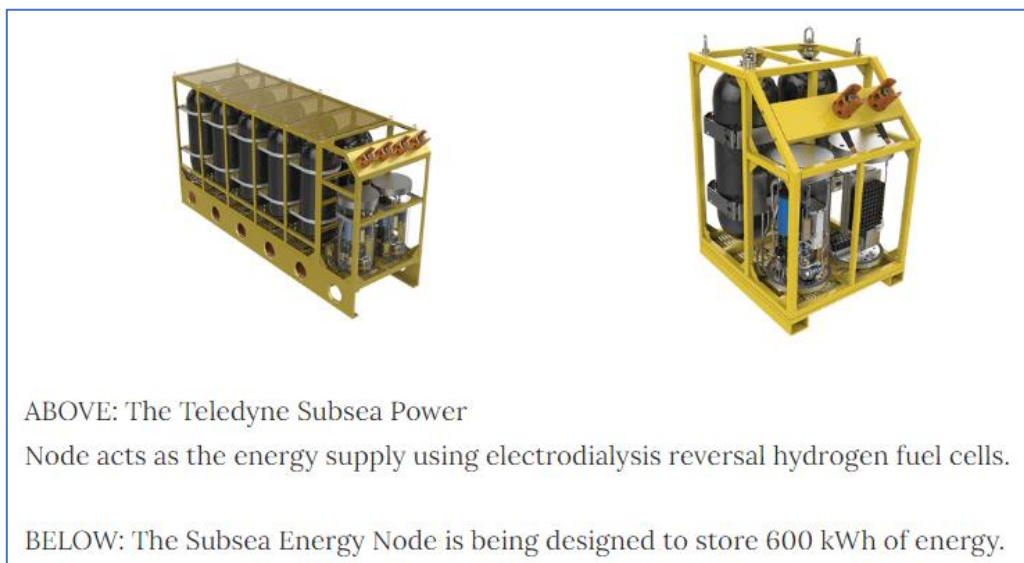 ABOVE: The Teledyne Subsea Power
Node acts as the energy supply using electrodialysis reversal hydrogen fuel cells.
BELOW: The Subsea Energy Node is being designed to store 600 kWh of energy.